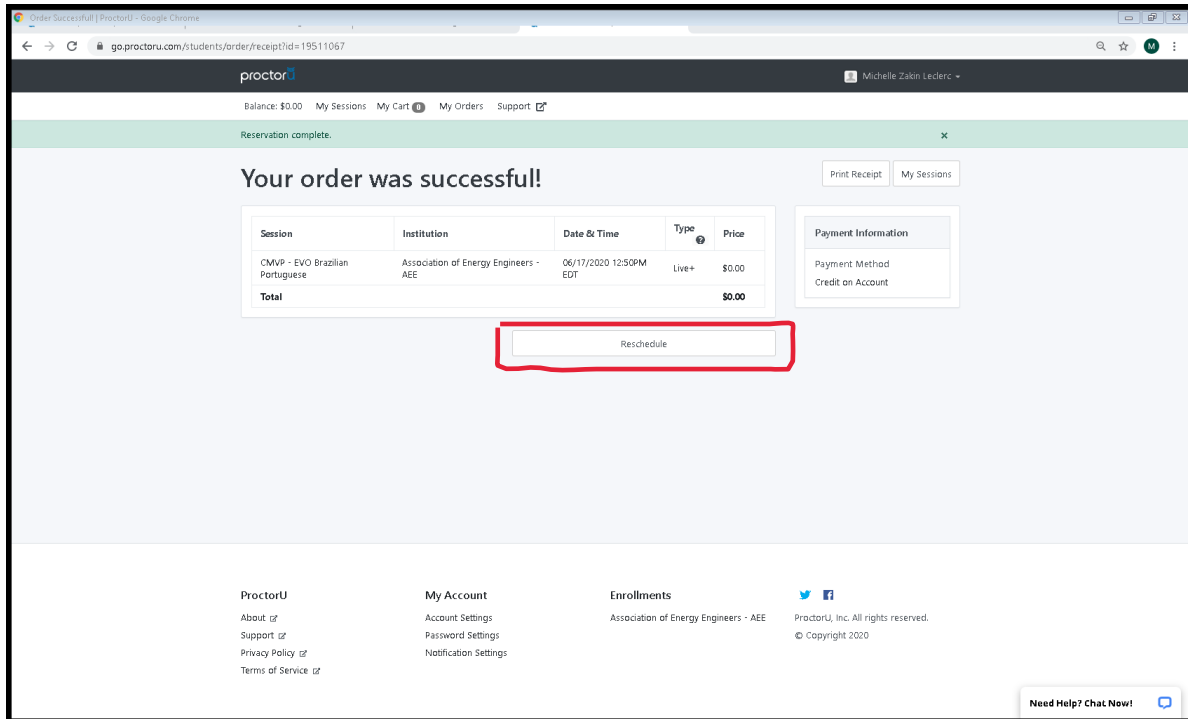 Order Successful! | ProctorU - Google Chrome
go.proctoru.com/students/order/receipt?id=19511067
M
proctorU
Michelle Zakin Leclerc
Balance: $0.00 My Sessions My Cart 0 My Orders Support
Reservation complete.
Your order was successful!
Print Receipt My Sessions
Session Institution Date & Time Type Price
CMVP - EVO Brazilian Portuguese Association of Energy Engineers - AEE 06/17/2020 12:50PM EDT Live+ $0.00
Total $0.00
Payment Information
Payment Method
Credit on Account
Reschedule
ProctorU My Account Enrollments
About Account Settings Association of Energy Engineers - AEE ProctorU, Inc. All rights reserved.
Support Password Settings © Copyright 2020
Privacy Policy Notification Settings
Terms of Service
Need Help? Chat Now!